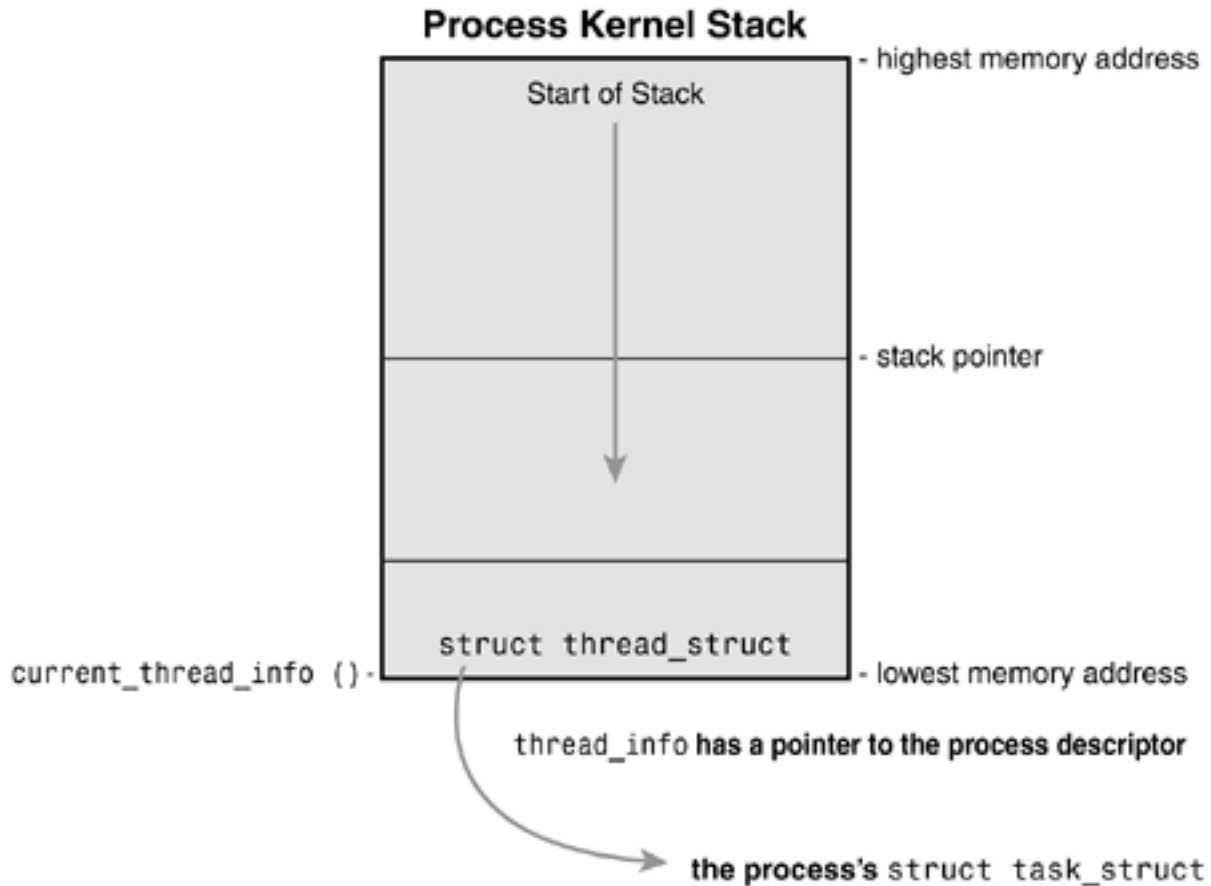 Process Kernel Stack
- highest memory address
Start of Stack
- stack pointer
struct thread_struct
current_thread_info () -
- lowest memory address
thread_info has a pointer to the process descriptor
the process's struct task_struct